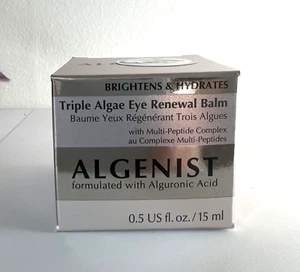 BRIGHTENS & HYDRATES
Triple Algae Eye Renewal Balm
Baume Yeux Régénérant Trois Algues
with Multi-Peptide Complex
au Complexe Multi-Peptides
ALGENIST
formulated with Alguronic Acid
0.5 US fl. oz. / 15 ml